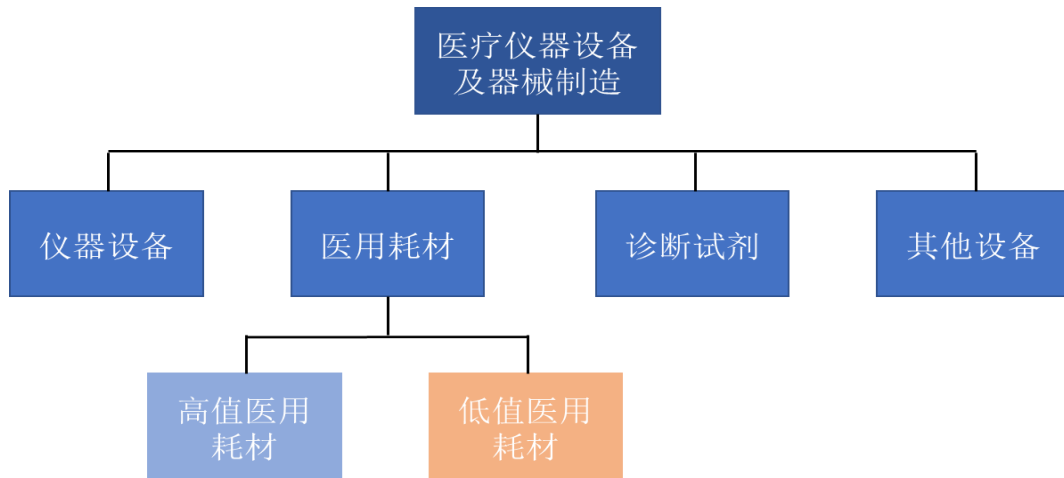 医疗仪器设备
及器械制造
仪器设备
医用耗材
诊断试剂
其他设备
高值医用
耗材
低值医用
耗材